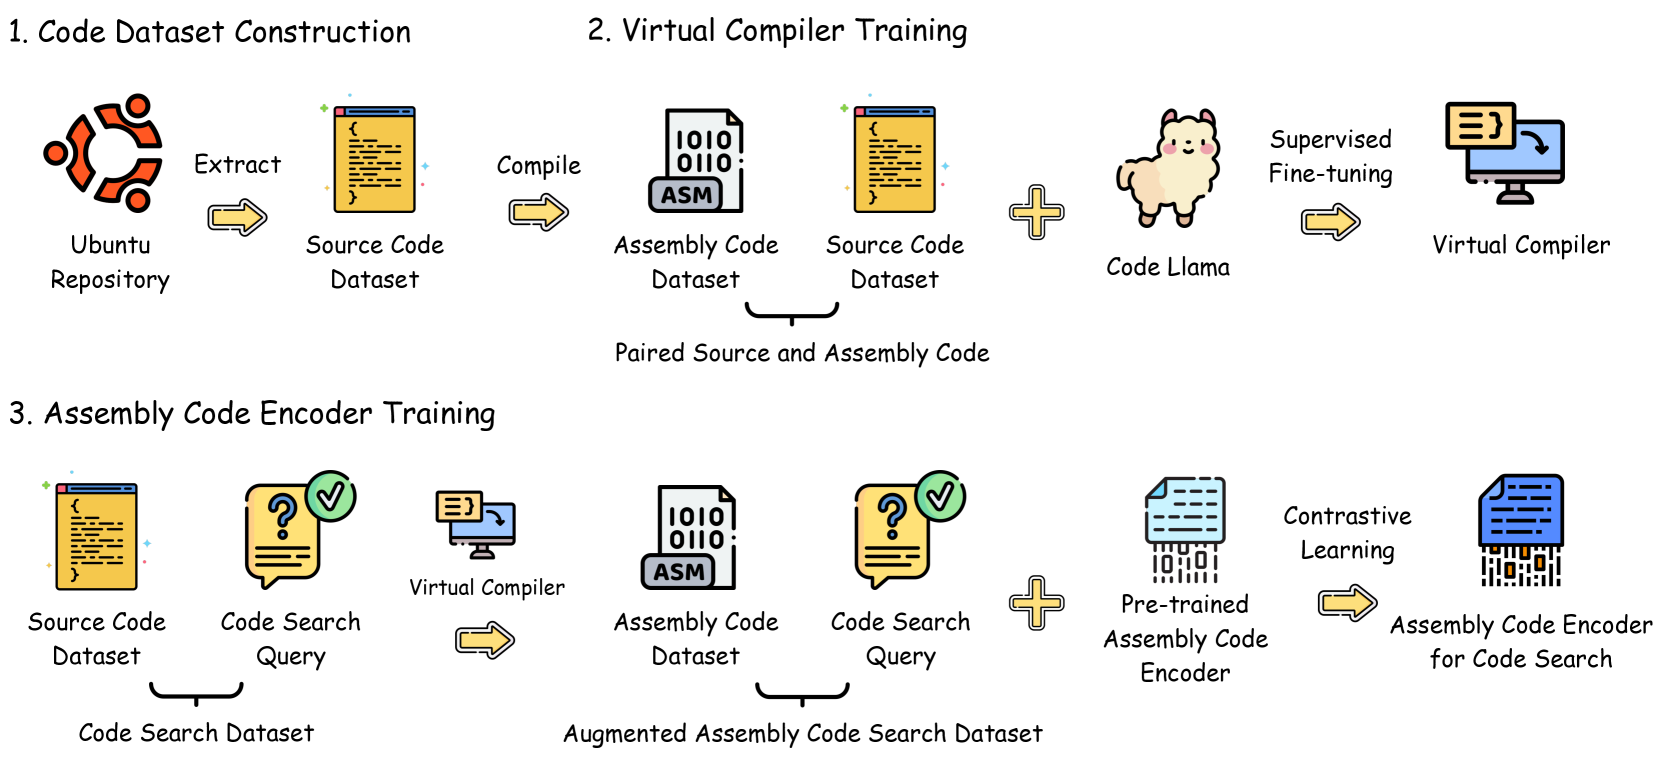 1. Code Dataset Construction
2. Virtual Compiler Training
Extract
Compile
Supervised
Fine-tuning
{
}
1010
0110
ASM
{
}
}
Ubuntu
Repository
Source Code
Dataset
Assembly Code
Dataset
Source Code
Dataset
Code Llama
Virtual Compiler
Paired Source and Assembly Code
3. Assembly Code Encoder Training
{
}
?
}
Virtual Compiler
1010
0110
ASM
?
Contrastive
Learning
Source Code
Dataset
Code Search
Query
Assembly Code
Dataset
Code Search
Query
Pre-trained
Assembly Code
Encoder
Assembly Code Encoder
for Code Search
Code Search Dataset
Augmented Assembly Code Search Dataset